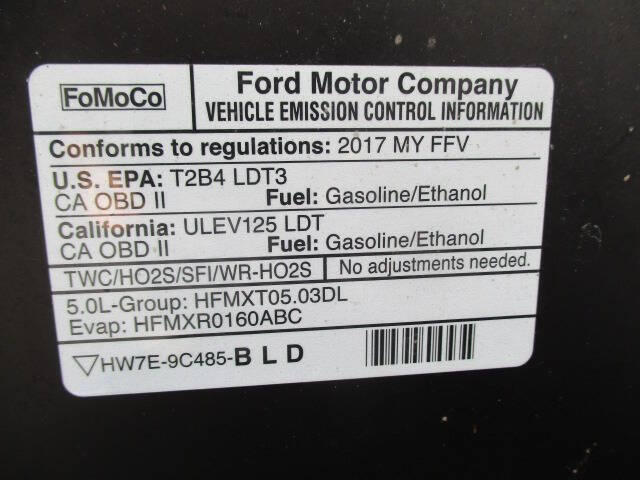 FoMoCo
Ford Motor Company
VEHICLE EMISSION CONTROL INFORMATION
Conforms to regulations: 2017 MY FFV
U.S. EPA: T2B4 LDT3
CA OBD II Fuel: Gasoline/Ethanol
California: ULEV125 LDT
CA OBD II Fuel: Gasoline/Ethanol
TWC/HO2S/SFI/WR-HO2S No adjustments needed.
5.0L-Group: HFMXT05.03DL
Evap: HFMXR0160ABC
HW7E-9C485-BLD